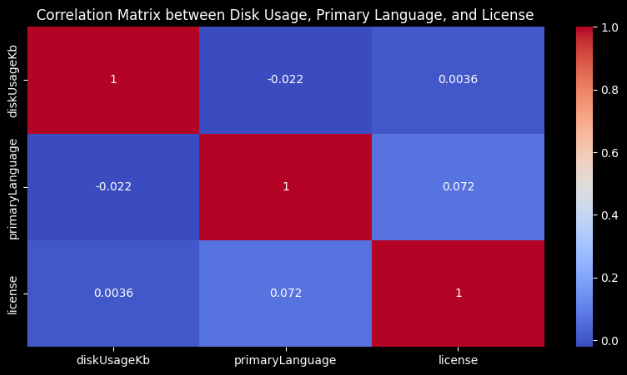 Correlation Matrix between Disk Usage, Primary Language, and License
diskUsageKb
1
-0.022
0.0036
primaryLanguage
-0.022
1
0.072
license
0.0036
0.072
1
diskUsageKb
primaryLanguage
license
1.0
0.8
0.6
0.4
0.2
0.0